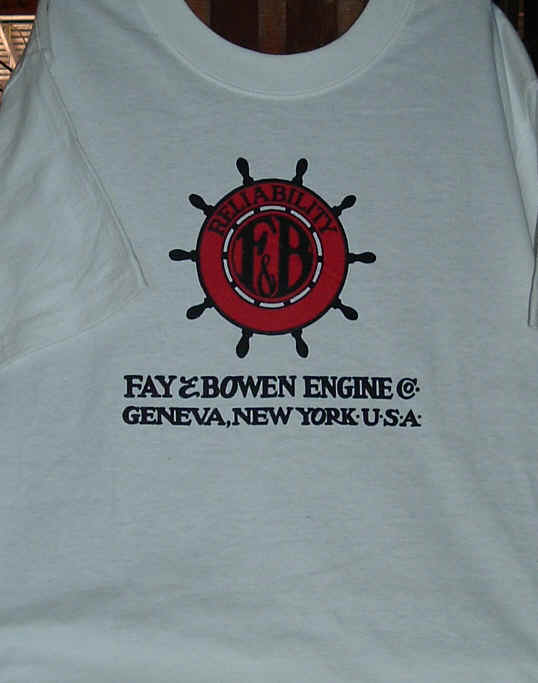 RELIABILITY
F&B
FAY & BOWEN ENGINE Co.
GENEVA, NEW YORK·U·S·A·